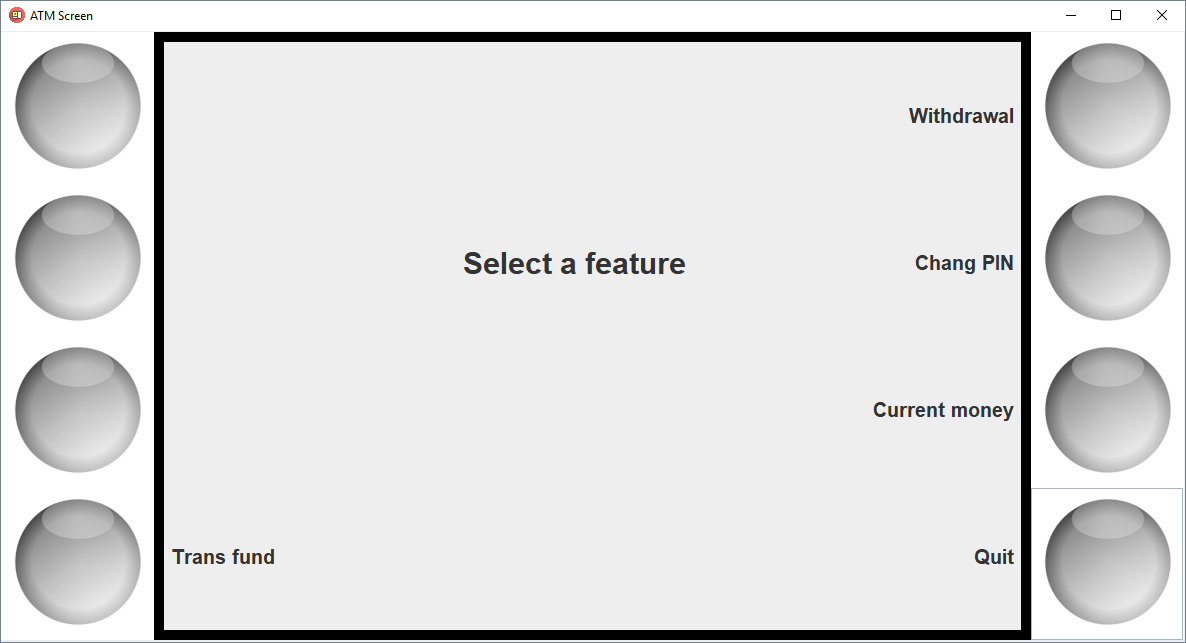 ATM Screen
Withdrawal
Select a feature
Chang PIN
Current money
Trans fund
Quit